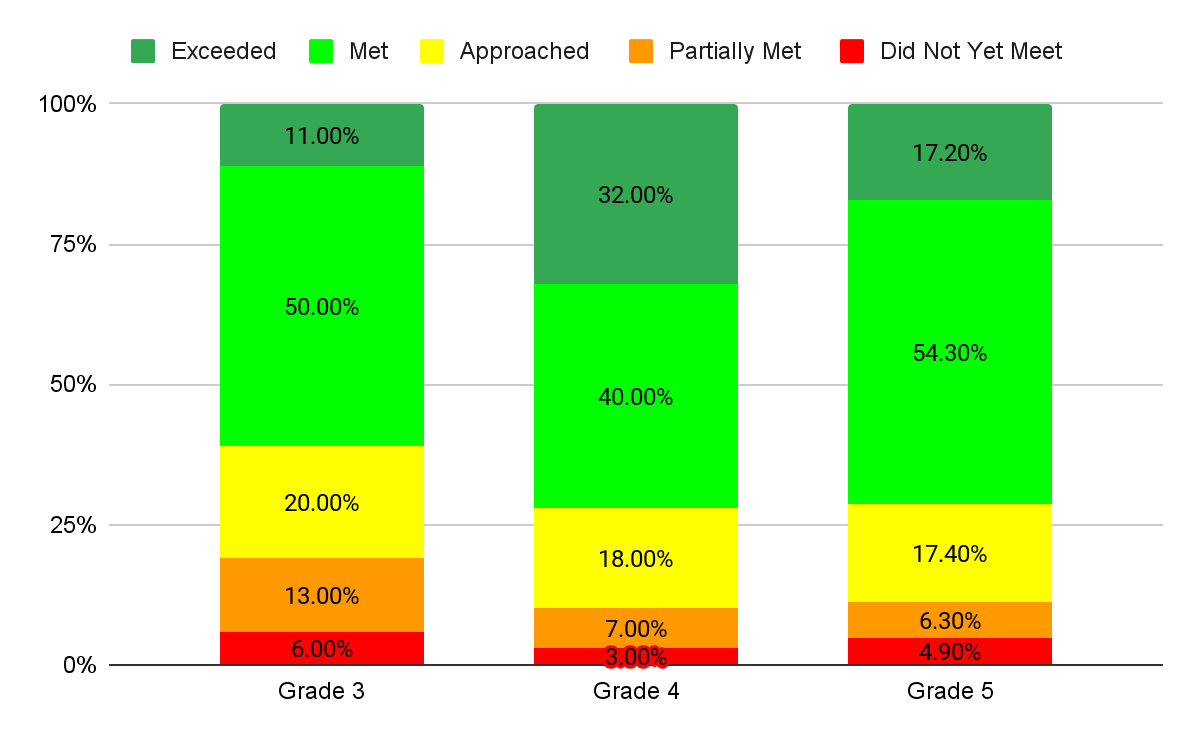 Exceeded Met Approached Partially Met Did Not Yet Meet
100%
11.00% 32.00% 17.20%
75%
50.00% 40.00% 54.30%
50%
20.00% 18.00% 17.40%
25%
13.00% 7.00% 6.30%
6.00% 3.00% 4.90%
0%
Grade 3 Grade 4 Grade 5